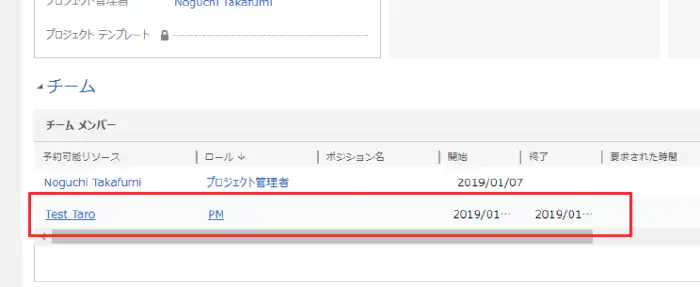 プロジェクト管理者 Noguchi Takafumi
プロジェクト テンプレート
チーム
チーム メンバー
予約可能リソース ロール ↓ ポジション名 開始 終了 要求された時間
Noguchi Takafumi プロジェクト管理者 2019/01/07
Test Taro PM 2019/01… 2019/01…